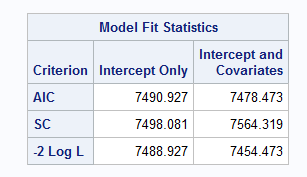 Model Fit Statistics
Criterion Intercept Only Intercept and
Covariates
AIC 7490.927 7478.473
SC 7498.081 7564.319
-2 Log L 7488.927 7454.473